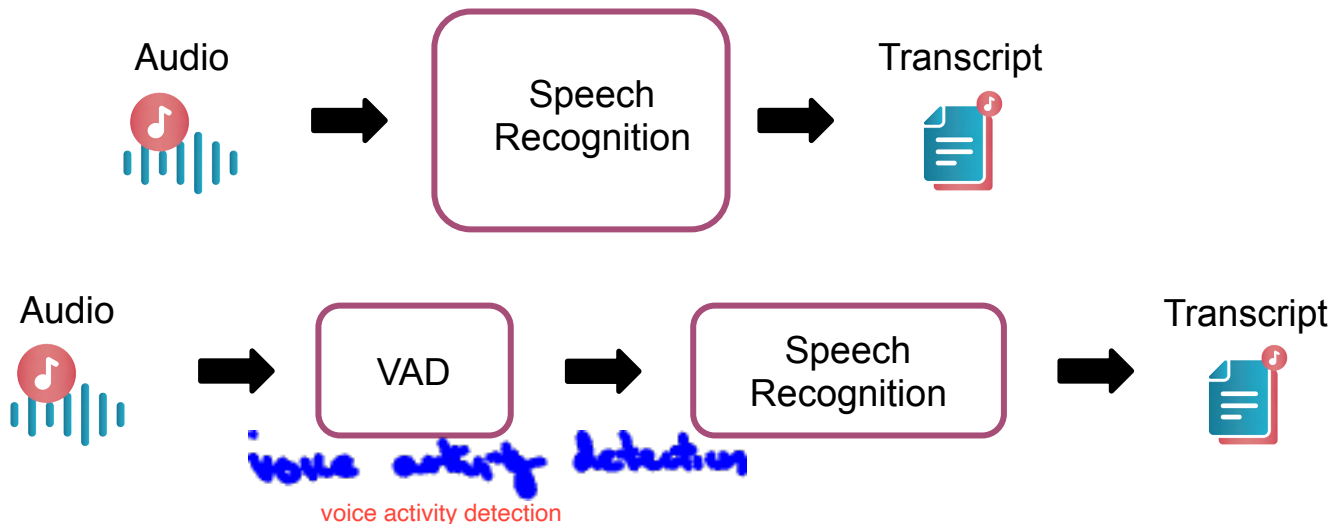 Audio
Speech
Recognition
Transcript
Audio
VAD
Speech
Recognition
Transcript
voice activity detection
voice activity detection